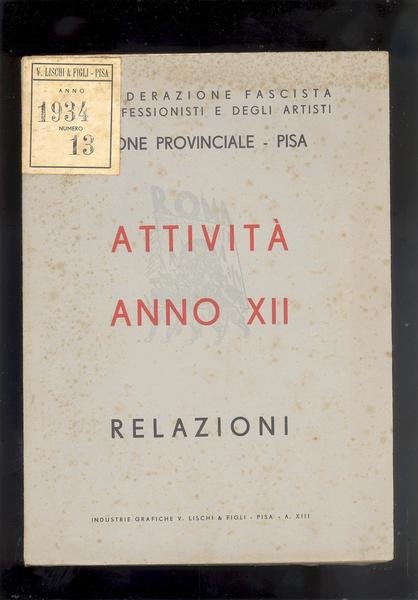 V. LISCHI & FIGLI - PISA
ANNO
1934
NUMERO
13
DERAZIONE FASCISTA
FESSIONISTI E DEGLI ARTISTI
ONE PROVINCIALE - PISA
ROMA
ATTIVITÀ
ANNO XII
RELAZIONI
INDUSTRIE GRAFICHE V. LISCHI & FIGLI - PISA - A. XIII